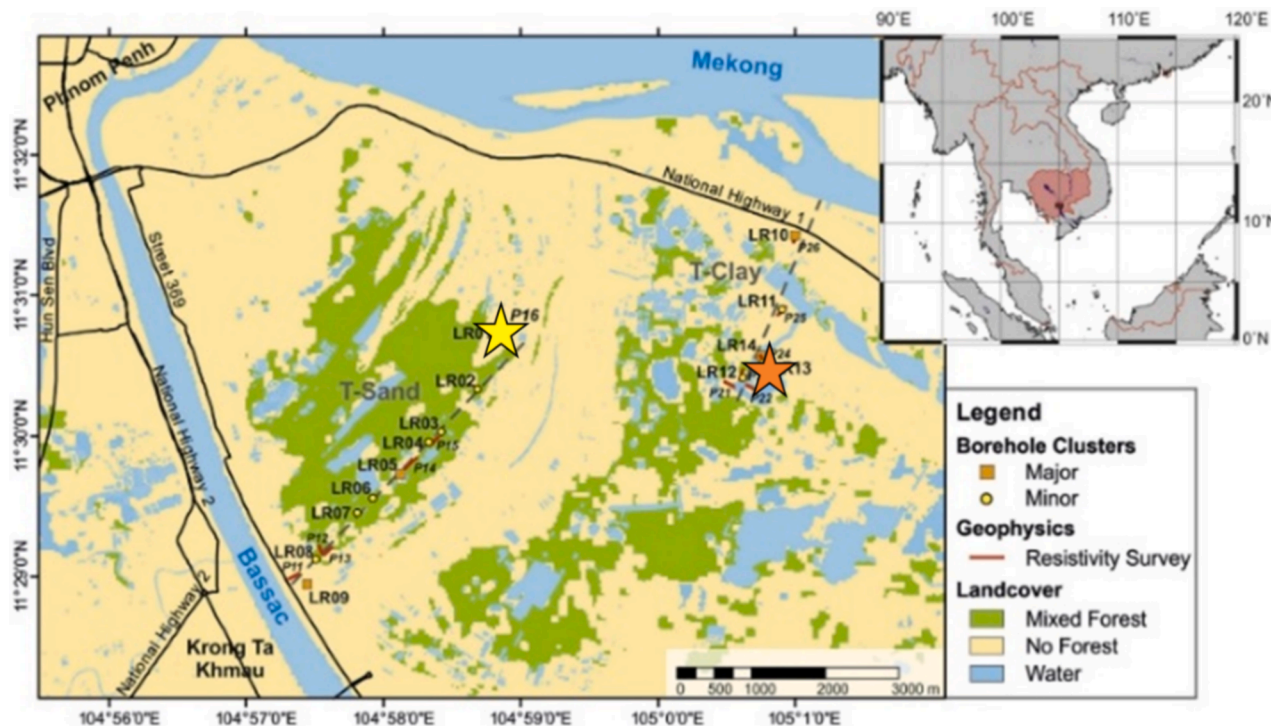 90°E 100°E 110°E 120°E
20°N
10°N
0°N
11°32'0"N
11°31'0"N
11°30'0"N
11°29'0"N
Phnom Penh
Mekong
National Highway 1
Hun Sen Blvd
Street 369
National Highway 2
National Highway 2
Bassac
Krong Ta
Khmau
T-Sand
P16
LR0
LR02
LR03
LR04
P15
LR05
P14
LR06
LR07
P12
LR08
P13
P11
LR09
T-Clay
LR10
P26
LR11
P25
LR14
P24
LR12
13
P21
P22
0 500 1000 2000 3000 m
104°56'0"E 104°57'0"E 104°58'0"E 104°59'0"E 105°0'0"E 105°1'0"E
Legend
Borehole Clusters
Major
Minor
Geophysics
Resistivity Survey
Landcover
Mixed Forest
No Forest
Water